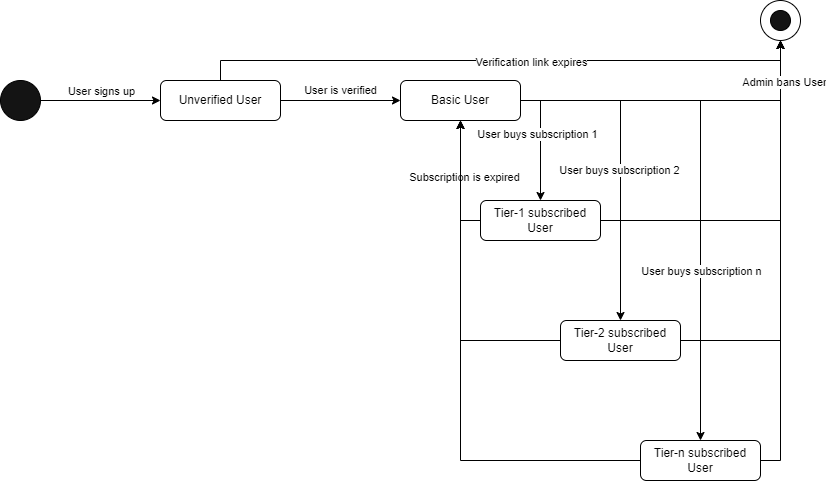 Verification link expires
Admin bans User
User signs up
Unverified User
User is verified
Basic User
User buys subscription 1
User buys subscription 2
Subscription is expired
Tier-1 subscribed
User
User buys subscription n
Tier-2 subscribed
User
Tier-n subscribed
User